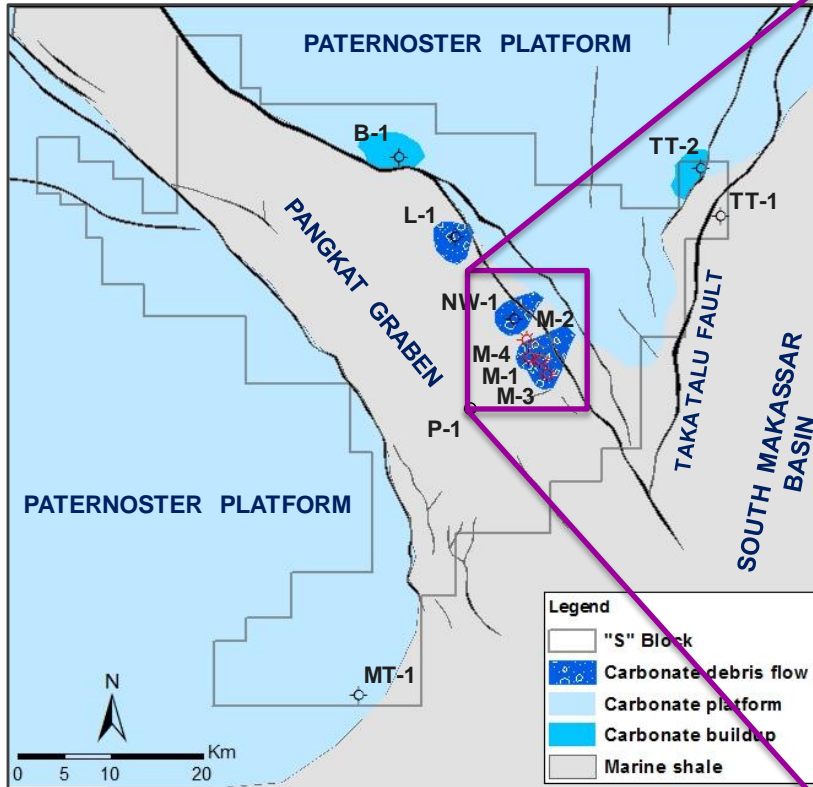 PATERNOSTER PLATFORM
B-1
TT-2
TT-1
L-1
PANGKAT GRABEN
NW-1
M-2
M-4
M-1
M-3
P-1
TAKA TALU FAULT
SOUTH MAKASSAR
BASIN
PATERNOSTER PLATFORM
MT-1
N
Km
0 5 10 20
Legend
"S" Block
Carbonate debris flow
Carbonate platform
Carbonate buildup
Marine shale